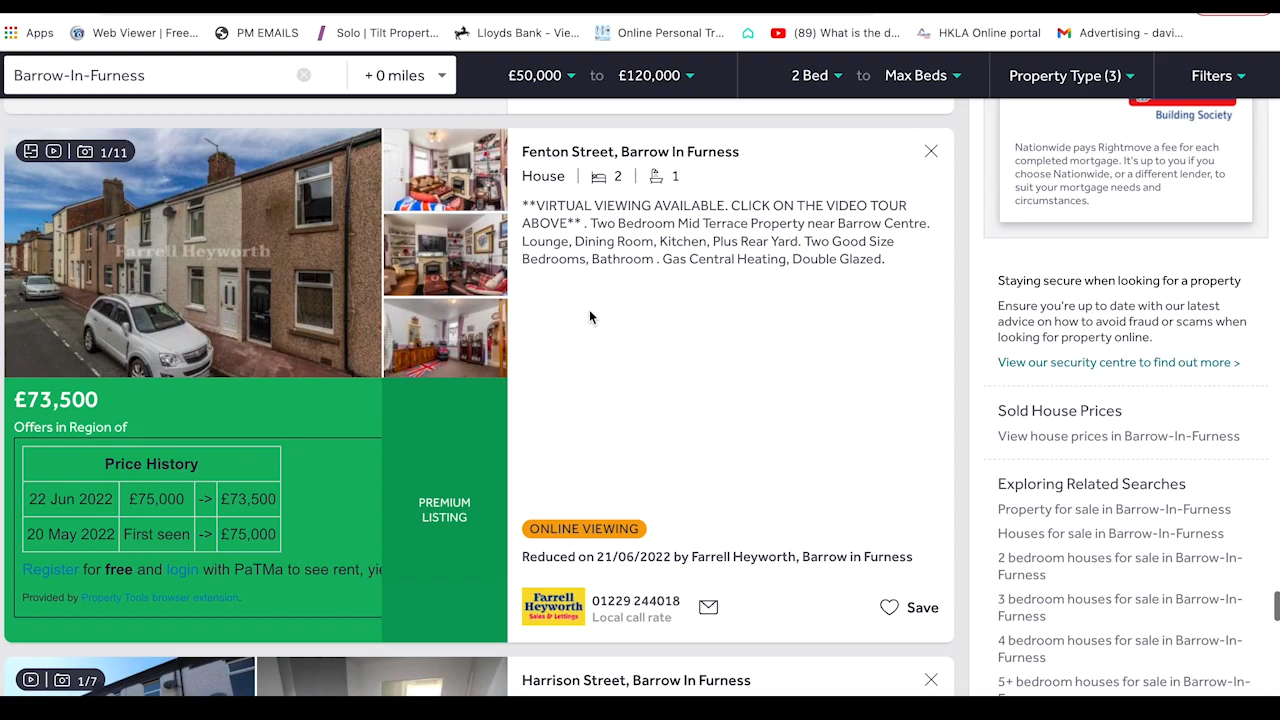 Apps
Web Viewer | Free...
PM EMAILS
Solo | Tilt Propert...
Lloyds Bank - Vie...
Online Personal Tr...
(89) What is the d...
HKLA Online portal
Advertising - davi...
Barrow-In-Furness
+ 0 miles
£50,000 to £120,000
2 Bed to Max Beds
Property Type (3)
Filters
1/11
Farrell Heyworth
£73,500
Offers in Region of
Price History
22 Jun 2022 £75,000 -> £73,500
20 May 2022 First seen -> £75,000
Register for free and login with PaTMa to see rent, yie
Provided by Property Tools browser extension.
PREMIUM
LISTING
Fenton Street, Barrow In Furness
House 2 1
**VIRTUAL VIEWING AVAILABLE. CLICK ON THE VIDEO TOUR
ABOVE** . Two Bedroom Mid Terrace Property near Barrow Centre.
Lounge, Dining Room, Kitchen, Plus Rear Yard. Two Good Size
Bedrooms, Bathroom . Gas Central Heating, Double Glazed.
ONLINE VIEWING
Reduced on 21/06/2022 by Farrell Heyworth, Barrow in Furness
Farrell
Heyworth
Sales & Lettings
01229 244018
Local call rate
Save
1/7
Harrison Street, Barrow In Furness
Building Society
Nationwide pays Rightmove a fee for each
completed mortgage. It's up to you if you
choose Nationwide, or a different lender, to
suit your mortgage needs and
circumstances.
Staying secure when looking for a property
Ensure you're up to date with our latest
advice on how to avoid fraud or scams when
looking for property online.
View our security centre to find out more >
Sold House Prices
View house prices in Barrow-In-Furness
Exploring Related Searches
Property for sale in Barrow-In-Furness
Houses for sale in Barrow-In-Furness
2 bedroom houses for sale in Barrow-In-
Furness
3 bedroom houses for sale in Barrow-In-
Furness
4 bedroom houses for sale in Barrow-In-
Furness
5+ bedroom houses for sale in Barrow-In-